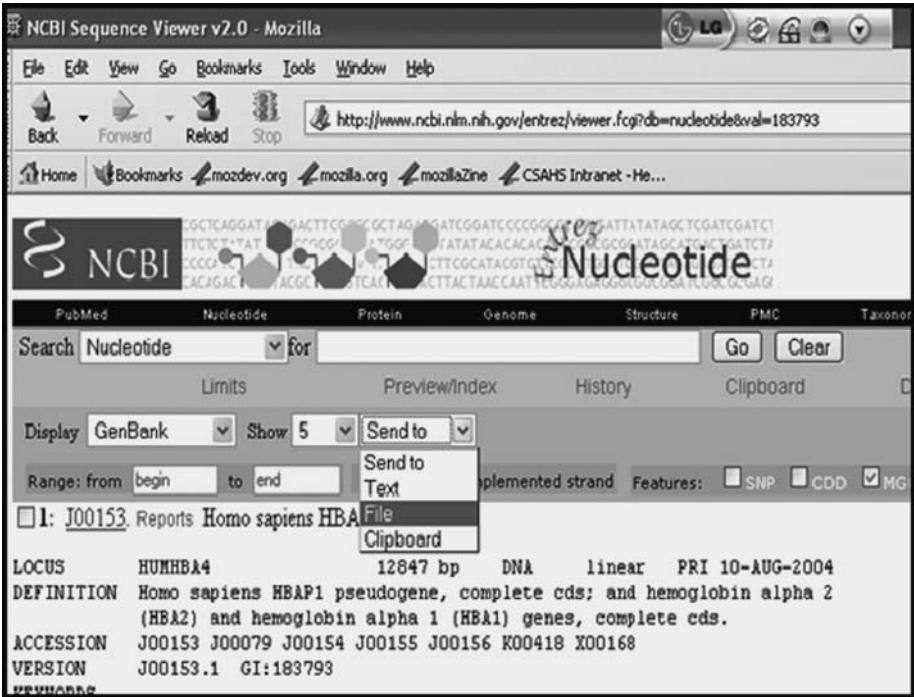 NCBI Sequence Viewer v2.0 - Mozilla
LG
File Edit View Go Bookmarks Tools Window Help
Back Forward Reload Stop
http://www.ncbi.nlm.nih.gov/entrez/viewer.fcgi?db=nucleotide&val=183793
Home Bookmarks mozdev.org mozilla.org mozillaZine CSAHS Intranet -He...
NCBI Entrez Nucleotide
PubMed Nucleotide Protein Genome Structure PMC Taxonom
Search Nucleotide for Go Clear
Limits Preview/Index History Clipboard D
Display GenBank Show 5 Send to
Send to
Range: from begin to end plemented strand Features: SNP CDD MG
Text
File
1: J00153. Reports Homo sapiens HBA
Clipboard
LOCUS HUMHBA4 12847 bp DNA linear PRI 10-AUG-2004
DEFINITION Homo sapiens HBAP1 pseudogene, complete cds; and hemoglobin alpha 2
(HBA2) and hemoglobin alpha 1 (HBA1) genes, complete cds.
ACCESSION J00153 J00079 J00154 J00155 J00156 K00418 X00168
VERSION J00153.1 GI:183793
KEYWORDS